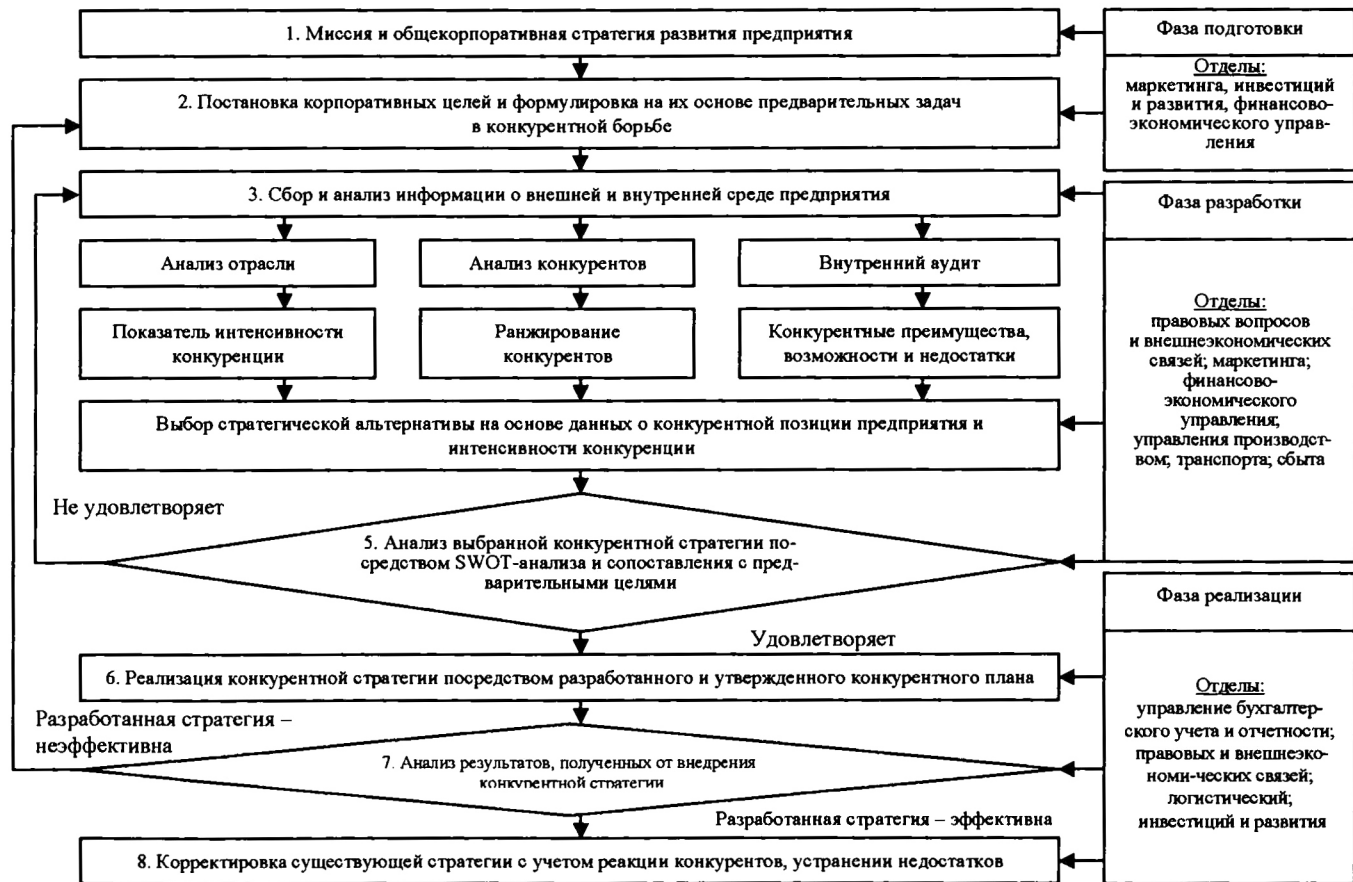 1. Миссия и общекорпоративная стратегия развития предприятия
Фаза подготовки
Отделы:
маркетинга, инвестиций
и развития, финансово-
экономического управ-
ления
2. Постановка корпоративных целей и формулировка на их основе предварительных задач
в конкурентной борьбе
3. Сбор и анализ информации о внешней и внутренней среде предприятия
Фаза разработки
Анализ отрасли
Анализ конкурентов
Внутренний аудит
Показатель интенсивности
конкуренции
Ранжирование
конкурентов
Конкурентные преимущества,
возможности и недостатки
Отделы:
правовых вопросов
и внешнеэкономических
связей; маркетинга;
финансово-
экономического
управления;
управления производст-
вом; транспорта; сбыта
Выбор стратегической альтернативы на основе данных о конкурентной позиции предприятия и
интенсивности конкуренции
Не удовлетворяет
5. Анализ выбранной конкурентной стратегии по-
средством SWOT-анализа и сопоставления с пред-
варительными целями
Фаза реализации
Удовлетворяет
6. Реализация конкурентной стратегии посредством разработанного и утвержденного конкурентного плана
Отделы:
управление бухгалтер-
ского учета и отчетности;
правовых и внешнеэко-
номи-ческих связей;
логистический;
инвестиций и развития
Разработанная стратегия –
неэффективна
7. Анализ результатов, полученных от внедрения
конкурентной стратегии
Разработанная стратегия – эффективна
8. Корректировка существующей стратегии с учетом реакции конкурентов, устранении недостатков